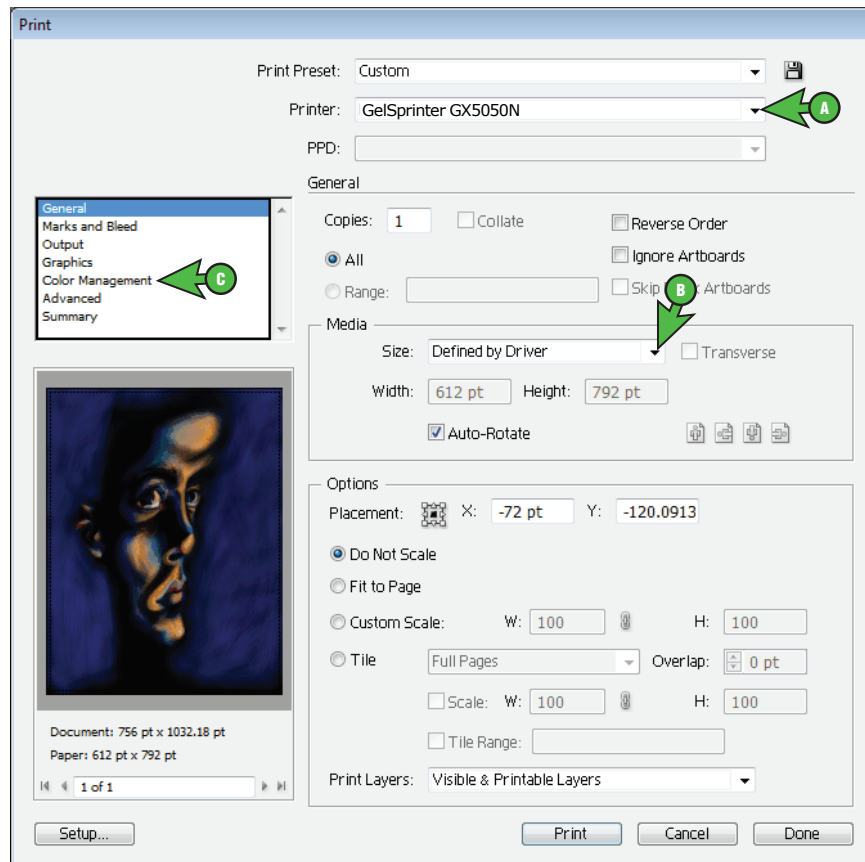 Print
Print Preset: Custom
Printer: GelSprinter GX5050N
A
PPD:
General
Marks and Bleed
Output
Graphics
Color Management
Advanced
Summary
C
General
Copies: 1 Collate Reverse Order
All Ignore Artboards
Range: Skip Artboards
B
Media
Size: Defined by Driver Transverse
Width: 612 pt Height: 792 pt
Auto-Rotate
Options
Placement: X: -72 pt Y: -120.0913
Do Not Scale
Fit to Page
Custom Scale: W: 100 H: 100
Tile Full Pages Overlap: 0 pt
Scale: W: 100 H: 100
Tile Range:
Print Layers: Visible & Printable Layers
Document: 756 pt x 1032.18 pt
Paper: 612 pt x 792 pt
1 of 1
Setup... Print Cancel Done